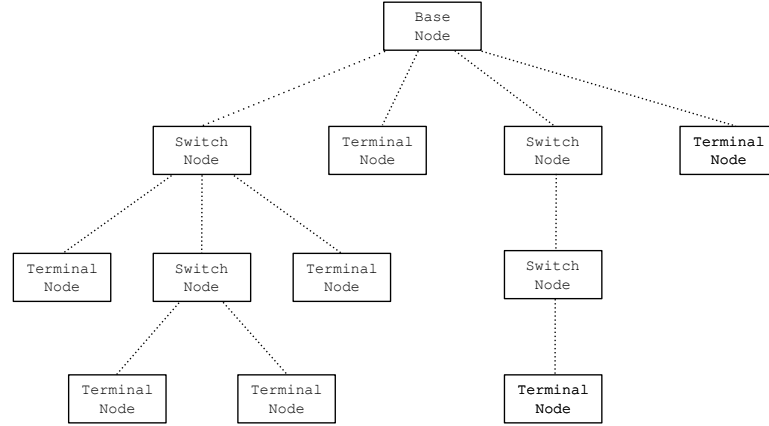 Base
Node
Switch
Node
Terminal
Node
Switch
Node
Terminal
Node
Terminal
Node
Switch
Node
Terminal
Node
Switch
Node
Terminal
Node
Terminal
Node
Terminal
Node